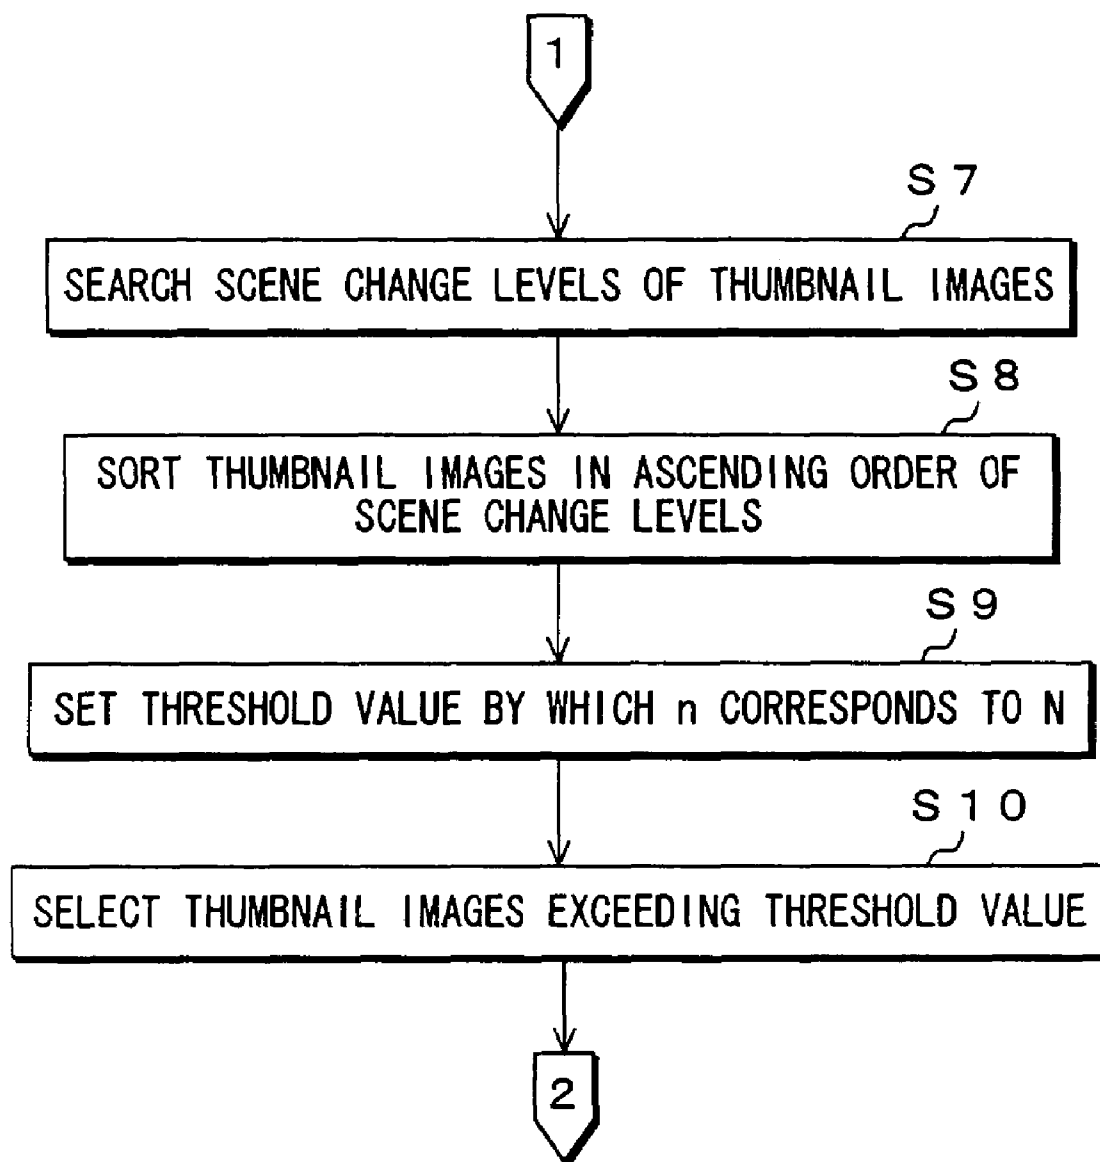 1
S7
SEARCH SCENE CHANGE LEVELS OF THUMBNAIL IMAGES
S8
SORT THUMBNAIL IMAGES IN ASCENDING ORDER OF
SCENE CHANGE LEVELS
S9
SET THRESHOLD VALUE BY WHICH n CORRESPONDS TO N
S10
SELECT THUMBNAIL IMAGES EXCEEDING THRESHOLD VALUE
2